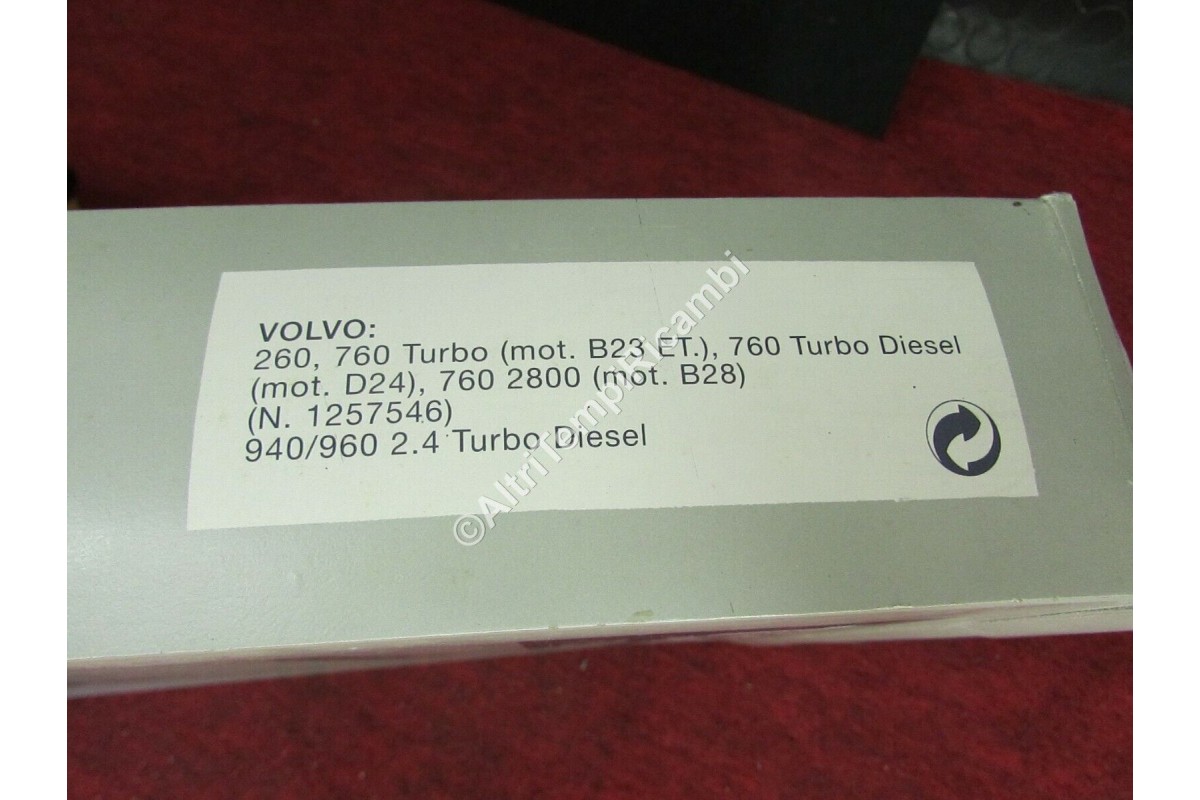 VOLVO:
260, 760 Turbo (mot. B23 ET.), 760 Turbo Diesel
(mot. D24), 760 2800 (mot. B28)
(N. 1257546)
940/960 2.4 Turbo Diesel
©AltriTempiRicambi